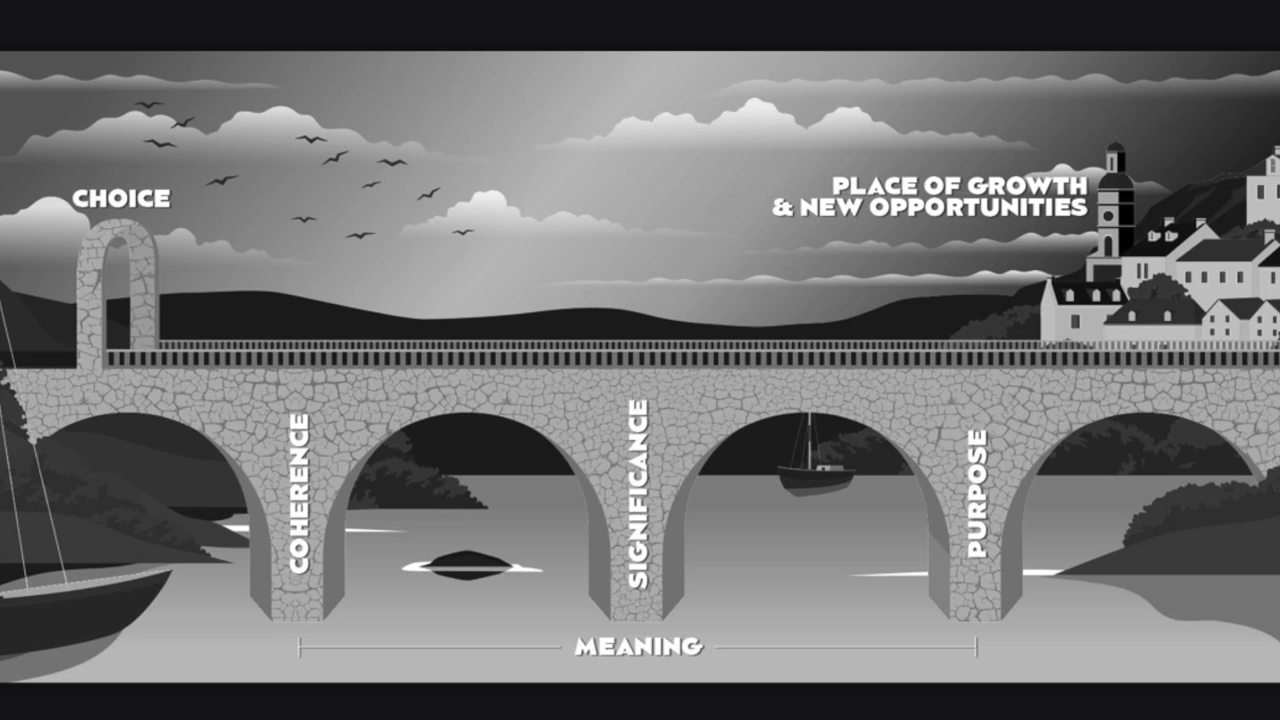 CHOICE
PLACE OF GROWTH
& NEW OPPORTUNITIES
COHERENCE
SIGNIFICANCE
PURPOSE
MEANING